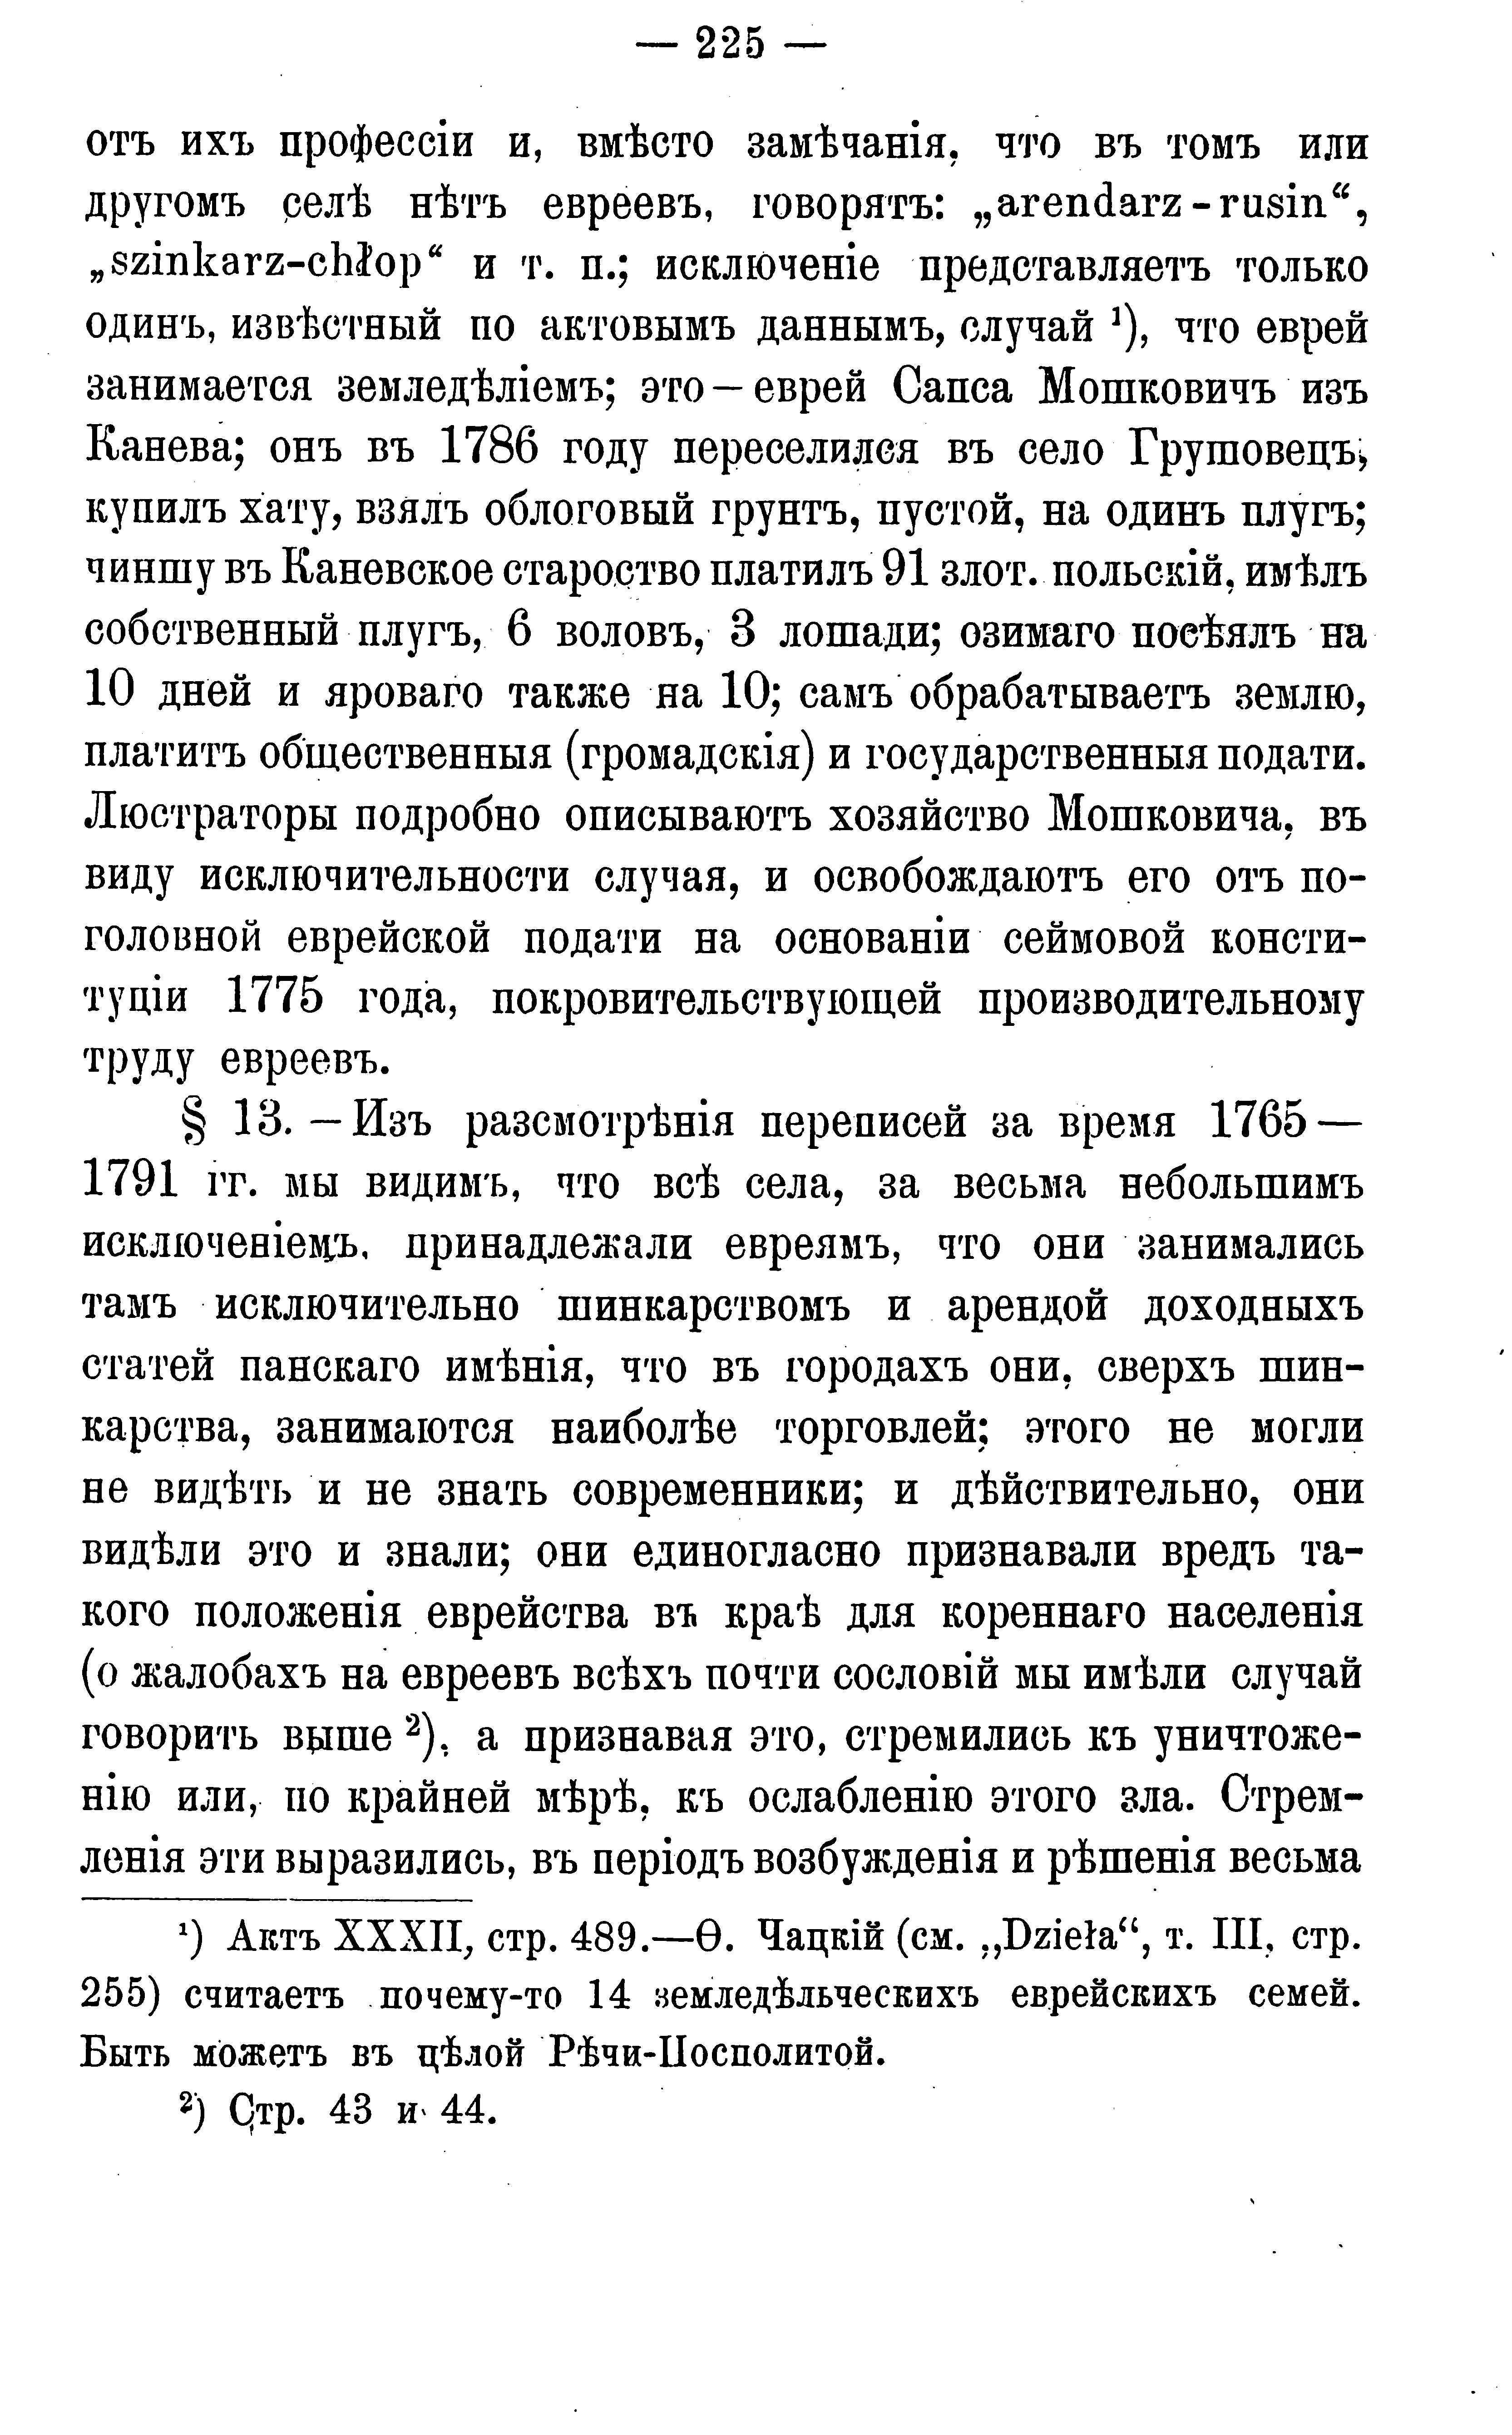 — 225 —
отъ ихъ профессіи и, вмѣсто замѣчанія, что въ томъ или
другомъ селѣ нѣтъ евреевъ, говорятъ: „arendarz-rusin“,
„szinkarz-chłop“ и т. п.; исключеніе представляетъ только
одинъ, извѣстный по актовымъ даннымъ, случай ¹), что еврей
занимается земледѣліемъ; это—еврей Сапса Мошковичъ изъ
Канева; онъ въ 1786 году переселился въ село Грушовецъ,
купилъ хату, взялъ облоговый грунтъ, пустой, на одинъ плугъ;
чиншу въ Каневское староство платилъ 91 злот. польскій, имѣлъ
собственный плугъ, 6 воловъ, 3 лошади; озимаго посѣялъ на
10 дней и яроваго также на 10; самъ обрабатываетъ землю,
платитъ общественныя (громадскія) и государственныя подати.
Люстраторы подробно описываютъ хозяйство Мошковича, въ
виду исключительности случая, и освобождаютъ его отъ по-
головной еврейской подати на основаніи сеймовой консти-
туціи 1775 года, покровительствующей производительному
труду евреевъ.
§ 13.—Изъ разсмотрѣнія переписей за время 1765—
1791 гг. мы видимъ, что всѣ села, за весьма небольшимъ
исключеніемъ, принадлежали евреямъ, что они занимались
тамъ исключительно шинкарствомъ и арендой доходныхъ
статей панскаго имѣнія, что въ городахъ они, сверхъ шин-
карства, занимаются наиболѣе торговлей; этого не могли
не видѣть и не знать современники; и дѣйствительно, они
видѣли это и знали; они единогласно признавали вредъ та-
кого положенія еврейства въ краѣ для кореннаго населенія
(о жалобахъ на евреевъ всѣхъ почти сословій мы имѣли случай
говорить выше ²), а признавая это, стремились къ уничтоже-
нію или, по крайней мѣрѣ, къ ослабленію этого зла. Стрем-
ленія эти выразились, въ періодъ возбужденія и рѣшенія весьма
¹) Актъ XXXII, стр. 489.—Ѳ. Чацкій (см. „Dzieła“, т. III, стр.
255) считаетъ почему-то 14 земледѣльческихъ еврейскихъ семей.
Быть можетъ въ цѣлой Рѣчи-Посполитой.
²) Стр. 43 и 44.